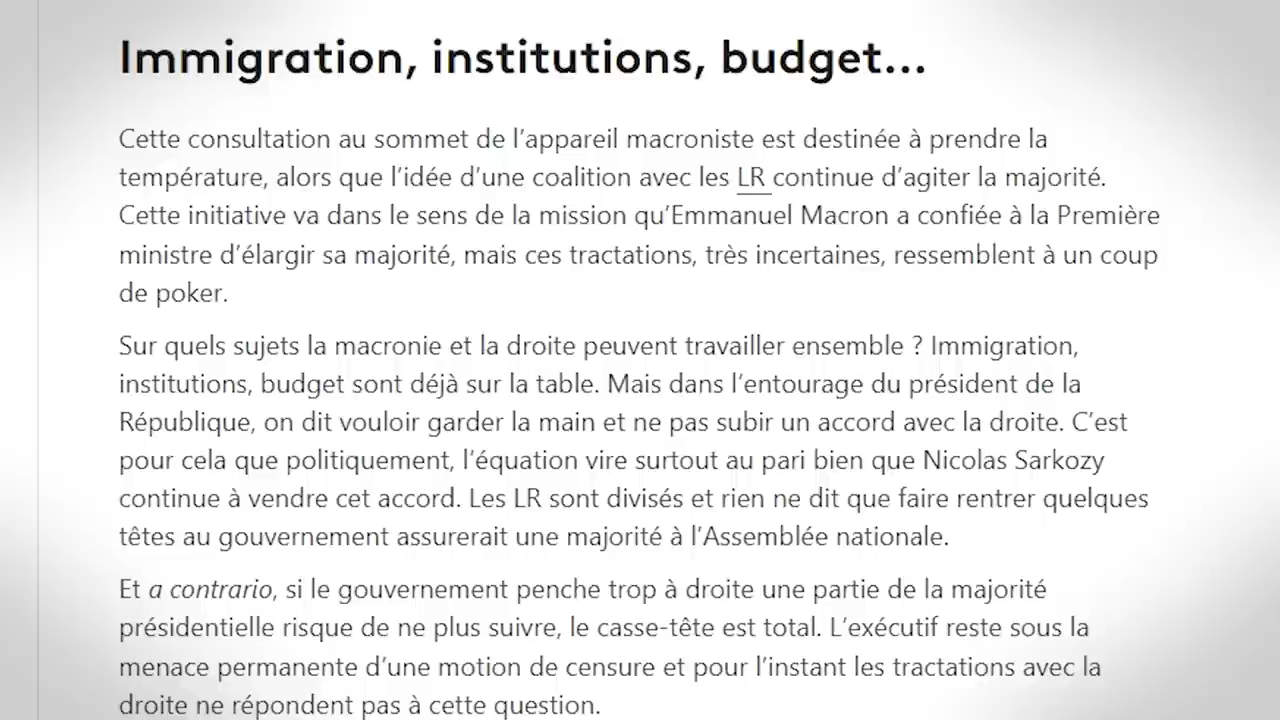 Immigration, institutions, budget...
Cette consultation au sommet de l'appareil macroniste est destinée à prendre la
température, alors que l'idée d'une coalition avec les LR continue d'agiter la majorité.
Cette initiative va dans le sens de la mission qu'Emmanuel Macron a confiée à la Première
ministre d'élargir sa majorité, mais ces tractations, très incertaines, ressemblent à un coup
de poker.
Sur quels sujets la macronie et la droite peuvent travailler ensemble ? Immigration,
institutions, budget sont déjà sur la table. Mais dans l'entourage du président de la
République, on dit vouloir garder la main et ne pas subir un accord avec la droite. C'est
pour cela que politiquement, l'équation vire surtout au pari bien que Nicolas Sarkozy
continue à vendre cet accord. Les LR sont divisés et rien ne dit que faire rentrer quelques
têtes au gouvernement assurerait une majorité à l'Assemblée nationale.
Et a contrario, si le gouvernement penche trop à droite une partie de la majorité
présidentielle risque de ne plus suivre, le casse-tête est total. L'exécutif reste sous la
menace permanente d'une motion de censure et pour l'instant les tractations avec la
droite ne répondent pas à cette question.